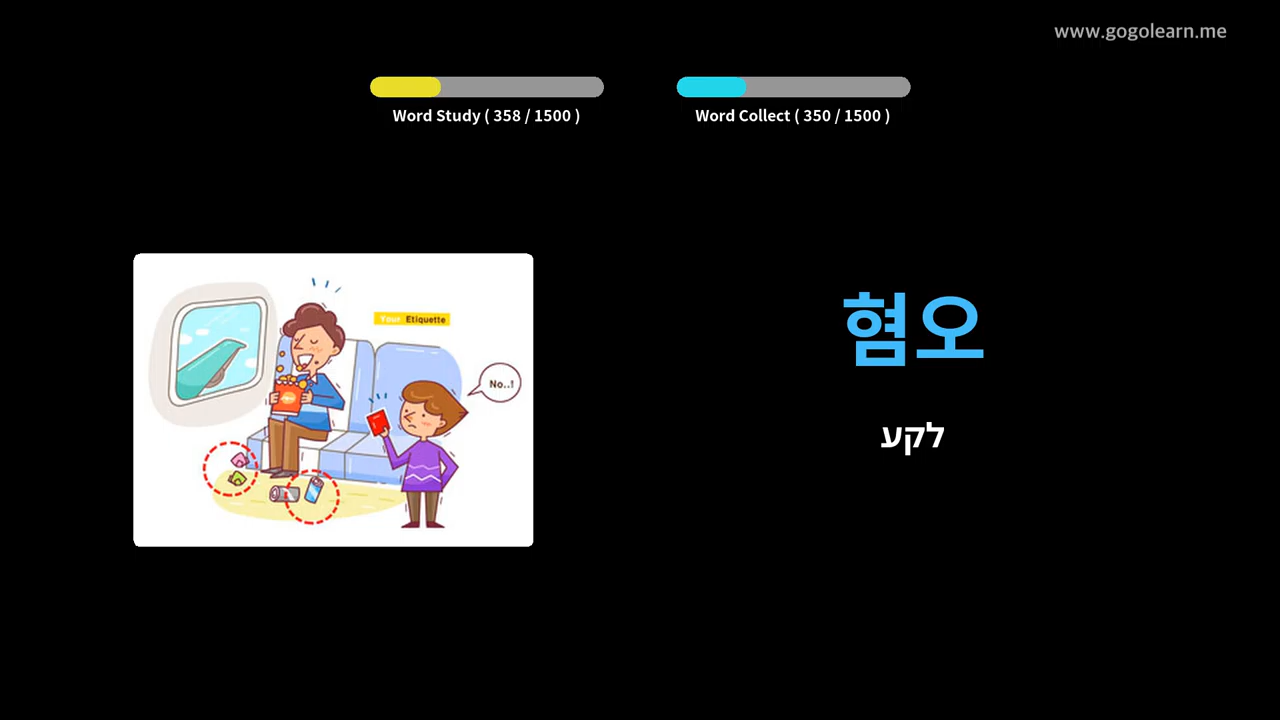 www.gogolearn.me
Word Study ( 358 / 1500 )
Word Collect ( 350 / 1500 )
Your Etiquette
No..!
혐오
לקע